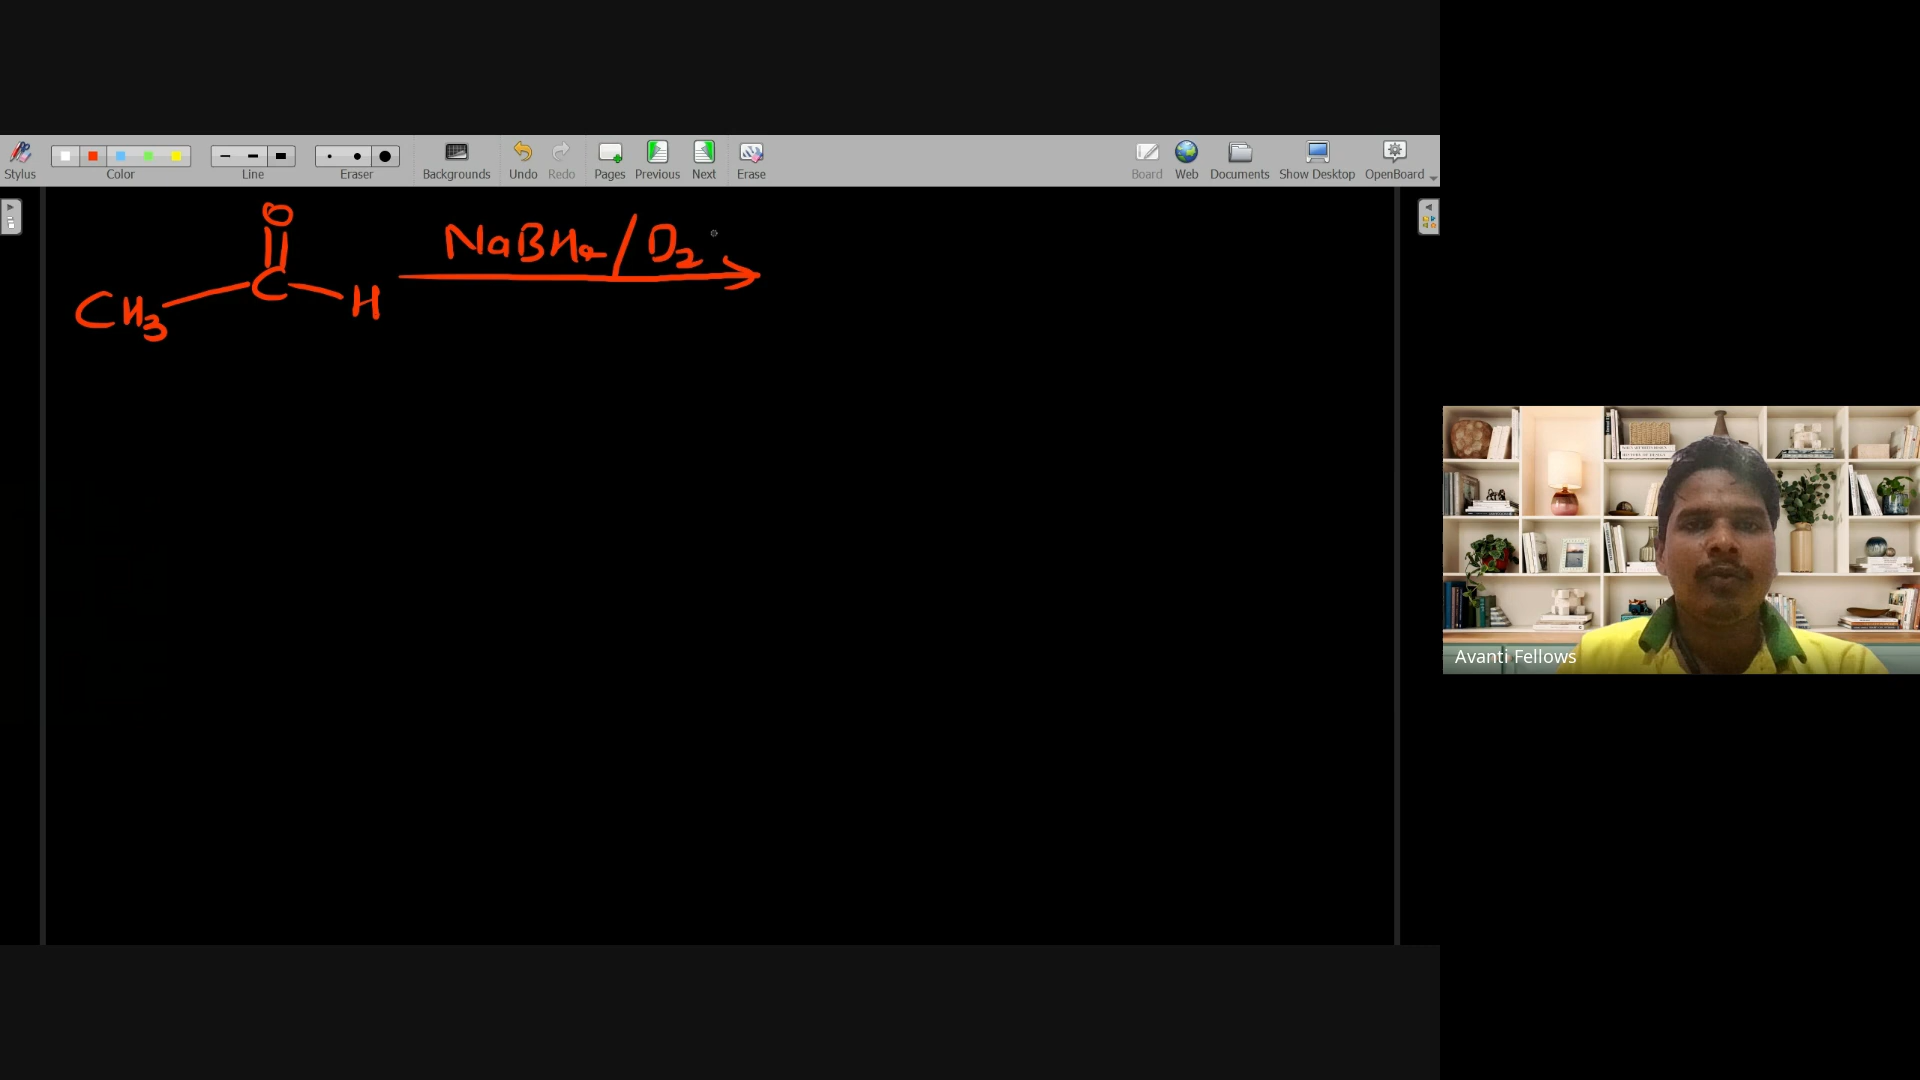 Stylus
Color
Line
Eraser
Backgrounds
Undo
Redo
Pages
Previous
Next
Erase
Board
Web
Documents
Show Desktop
OpenBoard
O
NaBH4/D2
C
CH3
H
Avanti Fellows